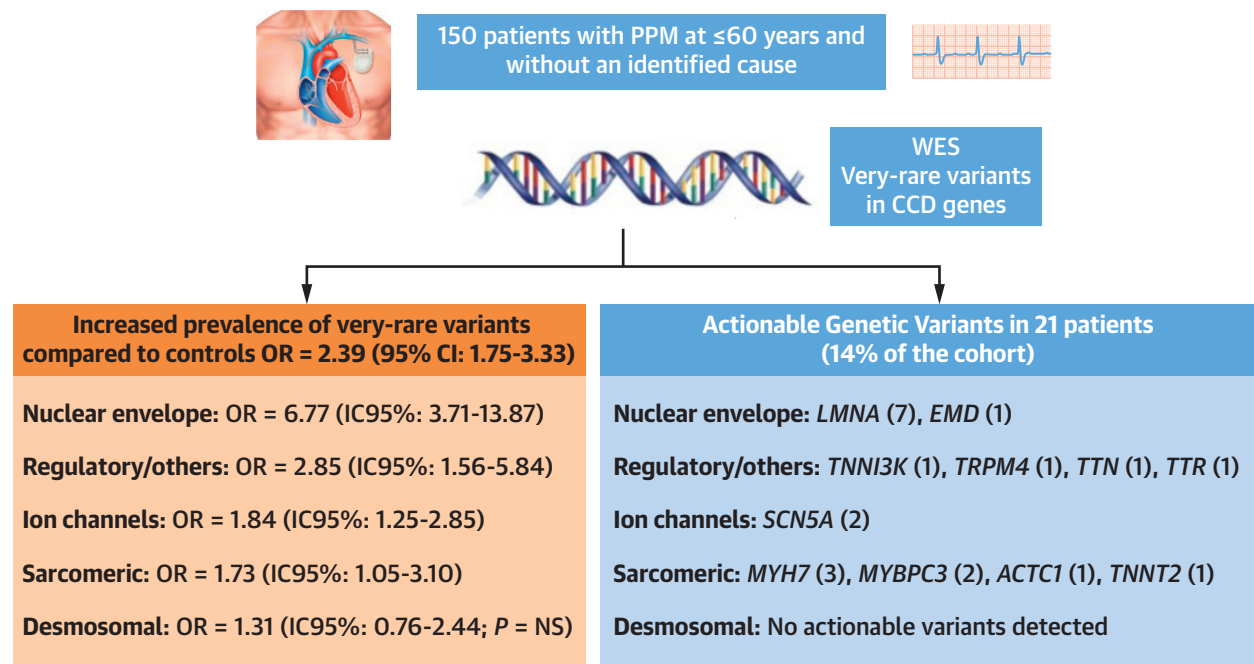 150 patients with PPM at ≤60 years and
without an identified cause
WES
Very-rare variants
in CCD genes
Increased prevalence of very-rare variants
compared to controls OR = 2.39 (95% CI: 1.75-3.33)
Nuclear envelope: OR = 6.77 (IC95%: 3.71-13.87)
Regulatory/others: OR = 2.85 (IC95%: 1.56-5.84)
Ion channels: OR = 1.84 (IC95%: 1.25-2.85)
Sarcomeric: OR = 1.73 (IC95%: 1.05-3.10)
Desmosomal: OR = 1.31 (IC95%: 0.76-2.44; P = NS)
Actionable Genetic Variants in 21 patients
(14% of the cohort)
Nuclear envelope: LMNA (7), EMD (1)
Regulatory/others: TNNI3K (1), TRPM4 (1), TTN (1), TTR (1)
Ion channels: SCN5A (2)
Sarcomeric: MYH7 (3), MYBPC3 (2), ACTC1 (1), TNNT2 (1)
Desmosomal: No actionable variants detected